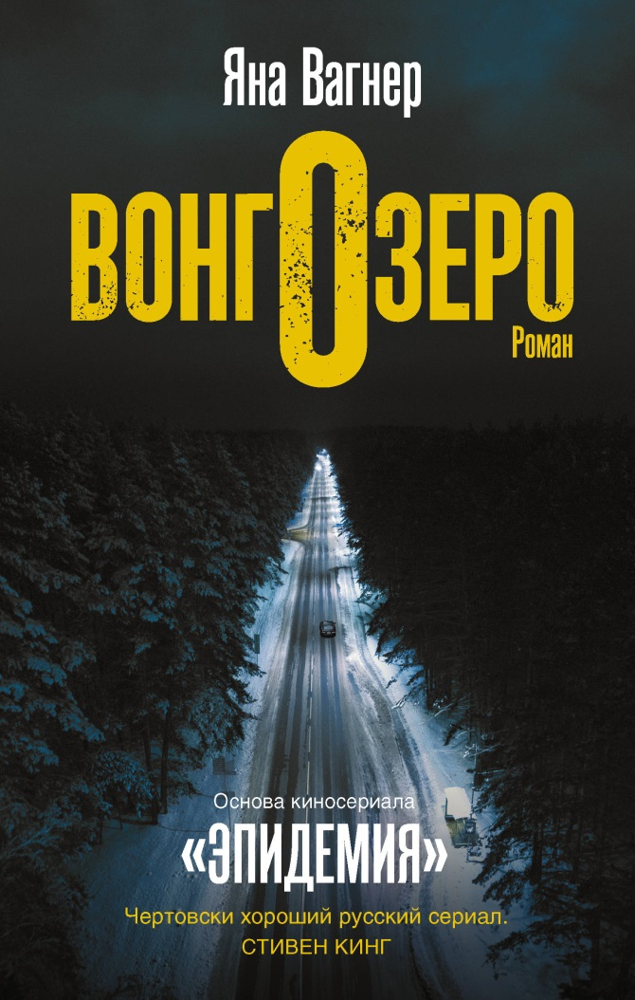 Яна Вагнер
ВОНГОЗЕРО
Роман
Основа киносериала
«ЭПИДЕМИЯ»
Чертовски хороший русский сериал.
СТИВЕН КИНГ